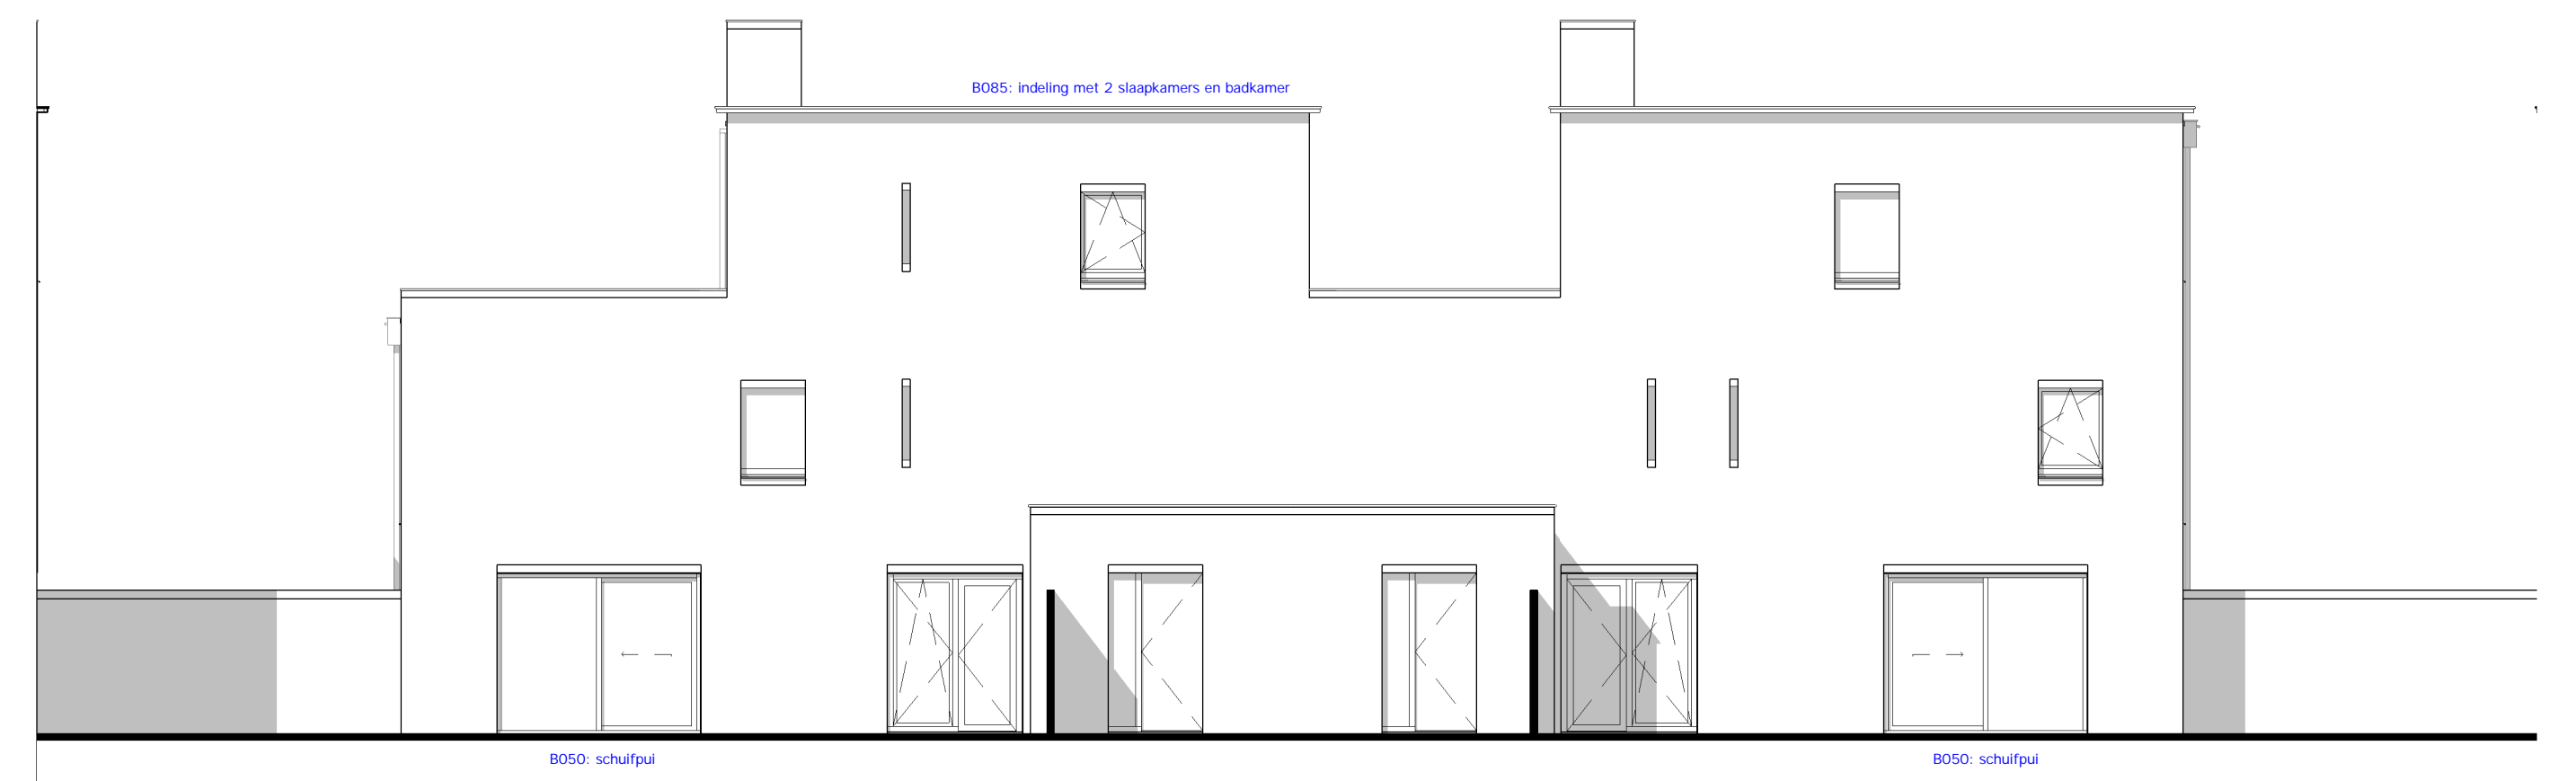 B085: indeling met 2 slaapkamers en badkamer
B050: schuifpui
B050: schuifpui